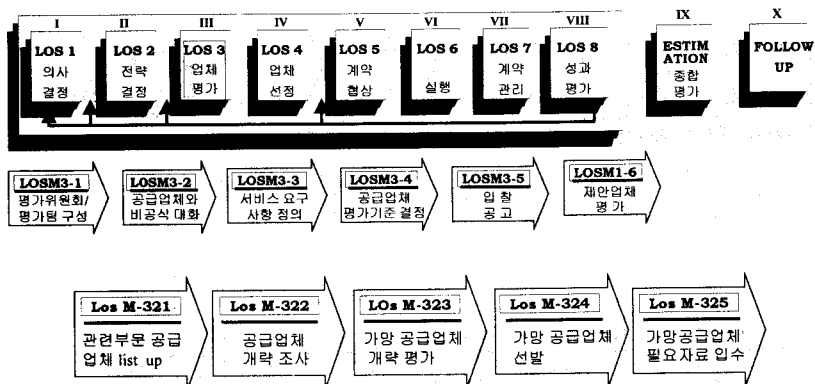 I II III IV V VI VII VIII IX X
LOS 1 LOS 2 LOS 3 LOS 4 LOS 5 LOS 6 LOS 7 LOS 8 ESTIM FOLLOW
의사 전략 업체 업체 계약 계약 성과 ATION UP
결정 결정 평가 선정 협상 실행 관리 평가 종합
평가
LOSM3-1 LOSM3-2 LOSM3-3 LOSM3-4 LOSM3-5 LOSM1-6
평가위원회/ 공급업체와 서비스 요구 공급업체 입 찰 제안업체
평가팀 구성 비공식 대화 사항 정의 평가기준 결정 공 고 평 가
Los M-321 Los M-322 LOs M-323 Los M-324 Los M-325
관련부문 공급 공급업체 가망 공급업체 가망 공급업체 가망공급업체
업체 list up 개략 조사 개략 평가 선발 필요자료 입수